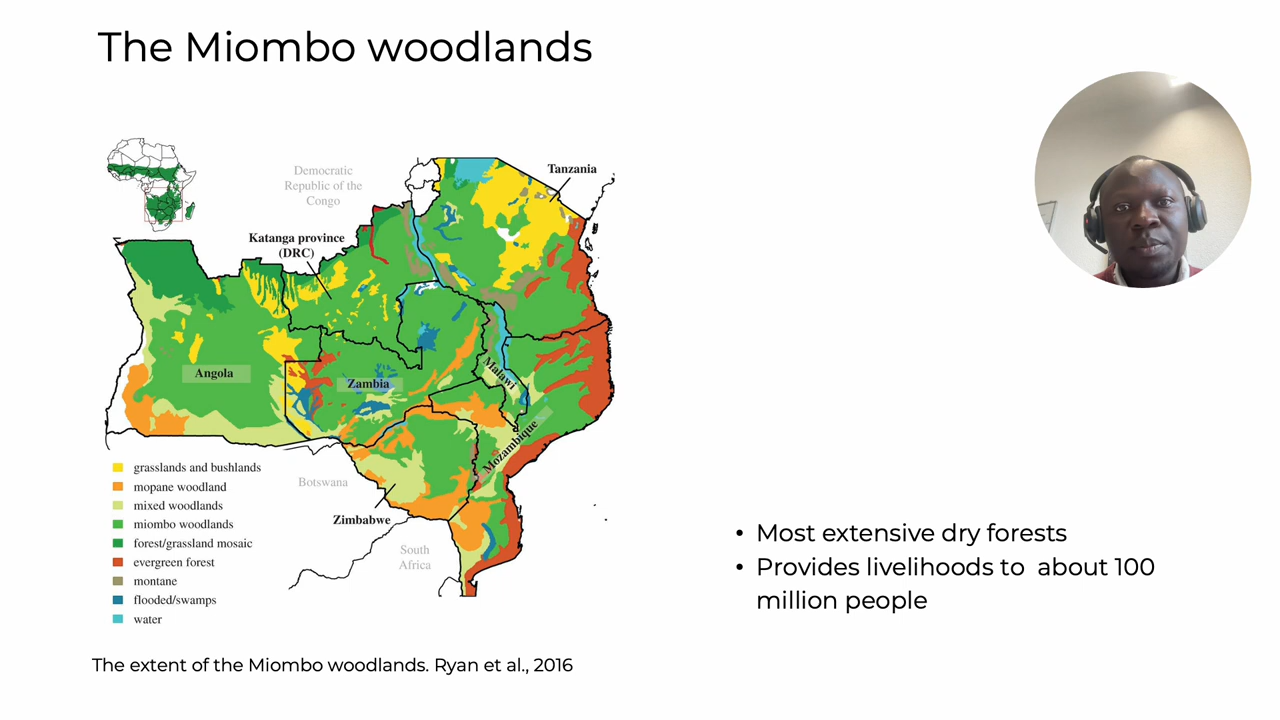 The Miombo woodlands
Democratic
Republic of the
Congo
Tanzania
Katanga province
(DRC)
Angola
Zambia
Malawi
Mozambique
Botswana
Zimbabwe
South
Africa
grasslands and bushlands
mopane woodland
mixed woodlands
miombo woodlands
forest/grassland mosaic
evergreen forest
montane
flooded/swamps
water
The extent of the Miombo woodlands. Ryan et al., 2016
• Most extensive dry forests
• Provides livelihoods to about 100
million people